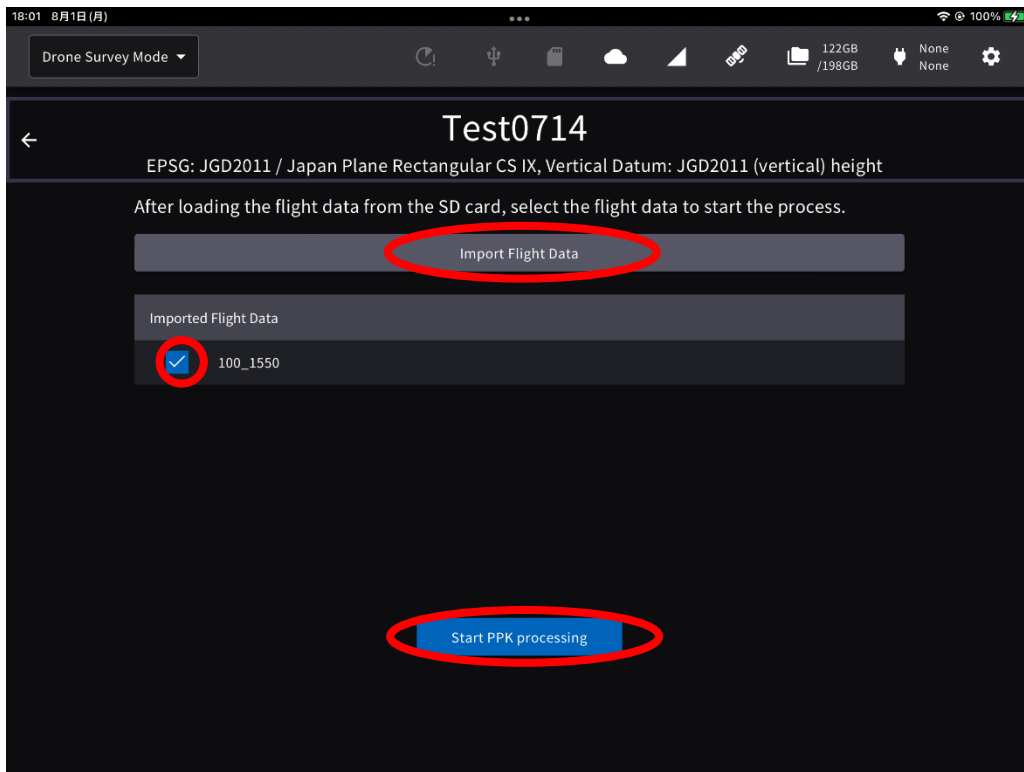 18:01 8月1日(月)
100%
Drone Survey Mode
122GB
/198GB
None
None
Test0714
EPSG: JGD2011 / Japan Plane Rectangular CS IX, Vertical Datum: JGD2011 (vertical) height
After loading the flight data from the SD card, select the flight data to start the process.
Import Flight Data
Imported Flight Data
100_1550
Start PPK processing